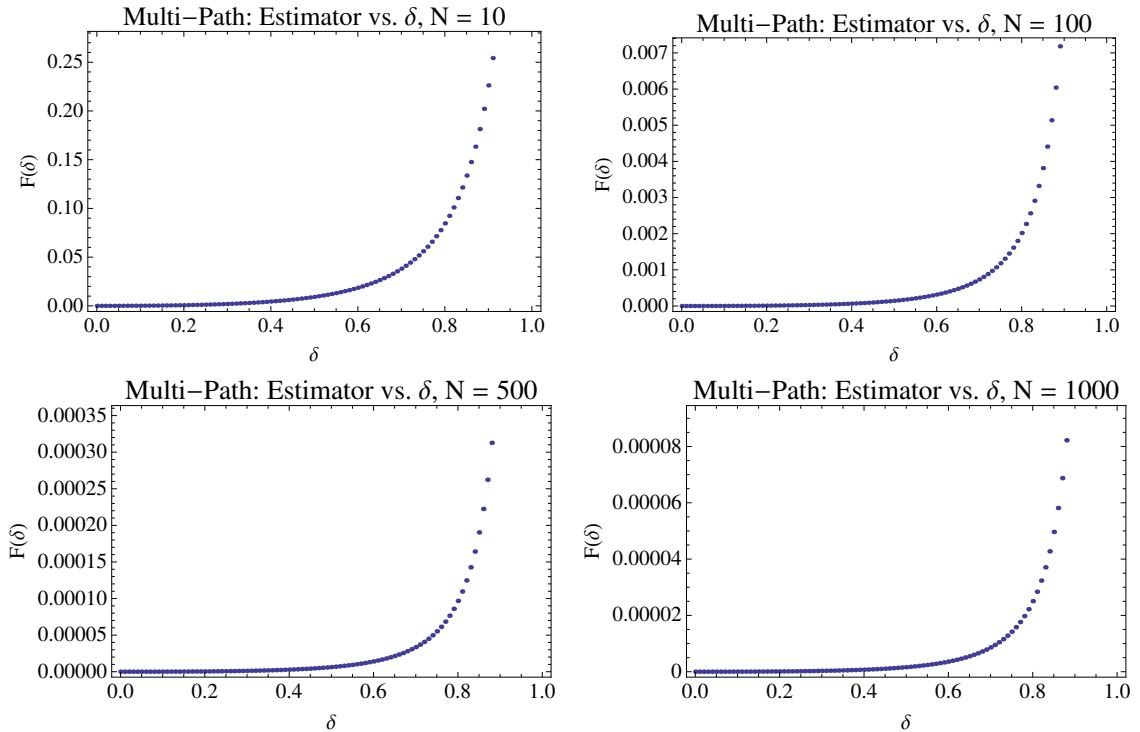 Multi−Path: Estimator vs. δ, N = 10
0.25
0.20
0.15
0.10
0.05
0.00
F(δ)
0.0 0.2 0.4 0.6 0.8 1.0
δ
Multi−Path: Estimator vs. δ, N = 100
0.007
0.006
0.005
0.004
0.003
0.002
0.001
0.000
F(δ)
0.0 0.2 0.4 0.6 0.8 1.0
δ
Multi−Path: Estimator vs. δ, N = 500
0.00035
0.00030
0.00025
0.00020
0.00015
0.00010
0.00005
0.00000
F(δ)
0.0 0.2 0.4 0.6 0.8 1.0
δ
Multi−Path: Estimator vs. δ, N = 1000
0.00008
0.00006
0.00004
0.00002
0
F(δ)
0.0 0.2 0.4 0.6 0.8 1.0
δ